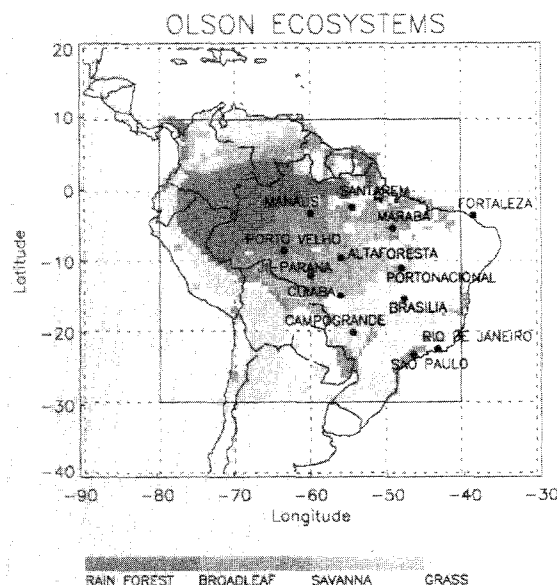 OLSON ECOSYSTEMS
20
10
0
-10
-20
-30
-40
Latitude
MANAUS
SANTAREM
FORTALEZA
MARABA
PORTO VELHO
ALTAFORESTA
PARANA
PORTONACIONAL
CUIABA
BRASILIA
CAMPOGRANDE
RIO DE JANEIRO
SAO PAULO
-90 -80 -70 -60 -50 -40 -30
Longitude
RAIN FOREST BROADLEAF SAVANNA GRASS